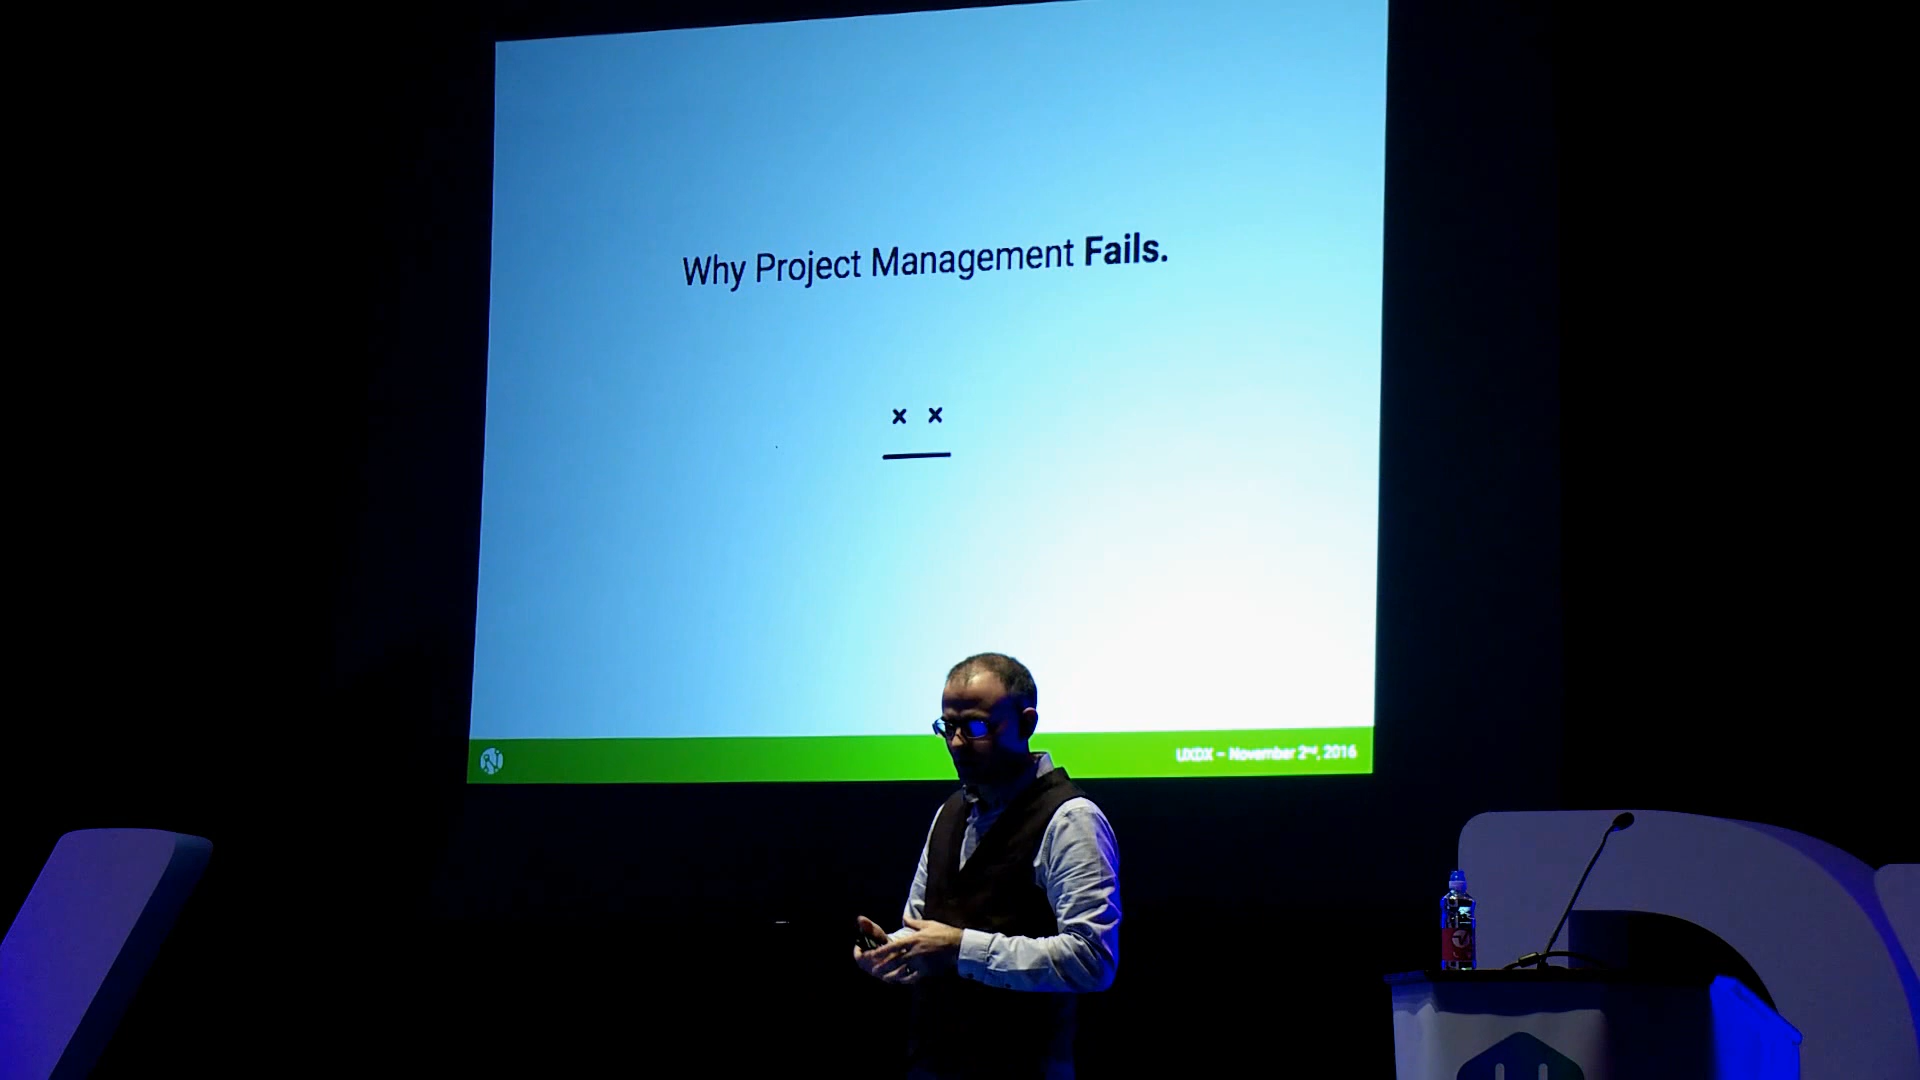 Why Project Management Fails.
x x
UXDX – November 2nd, 2016